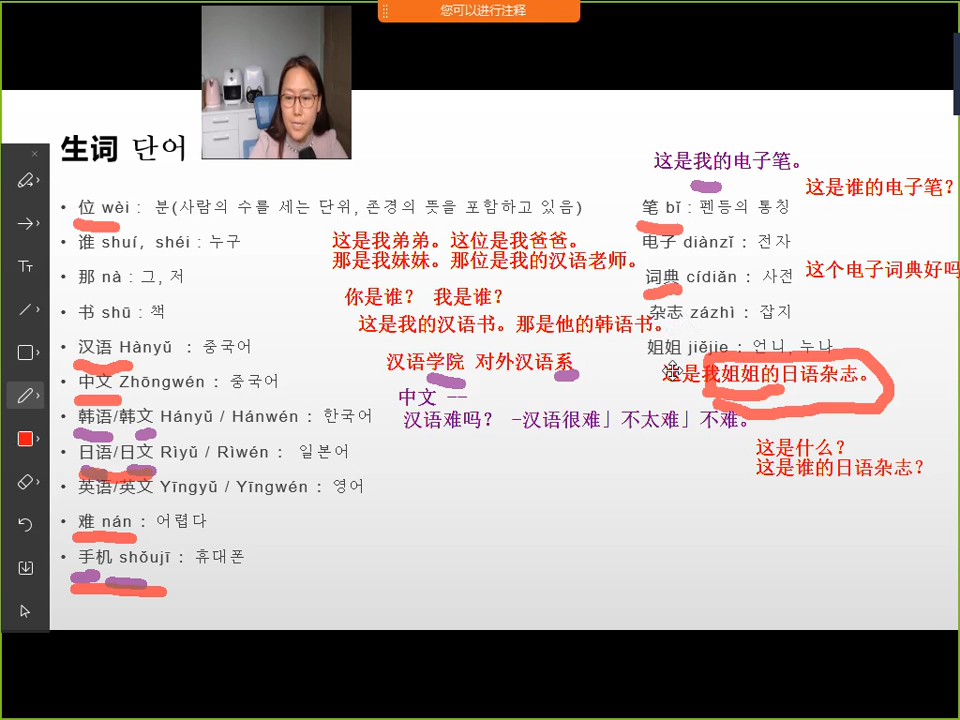 您可以进行注释
生词 단어
• 位 wèi : 분(사람의 수를 세는 단위, 존경의 뜻을 포함하고 있음)
• 谁 shuí, shéi : 누구
• 那 nà : 그, 저
• 书 shū : 책
• 汉语 Hànyǔ : 중국어
• 中文 Zhōngwén : 중국어
• 韩语/韩文 Hányǔ / Hánwén : 한국어
• 日语/日文 Rìyǔ / Rìwén : 일본어
• 英语/英文 Yīngyǔ / Yīngwén : 영어
• 难 nán : 어렵다
• 手机 shǒujī : 휴대폰
这是我弟弟。这位是我爸爸。
那是我妹妹。那位是我的汉语老师。
你是谁? 我是谁?
这是我的汉语书。那是他的韩语书。
汉语学院 对外汉语系
中文 --
汉语难吗? -汉语很难」不太难」不难。
这是我的电子笔。
这是谁的电子笔?
笔 bǐ : 펜등의 통칭
电子 diànzǐ : 전자
词典 cídiǎn : 사전
这个电子词典好吗
杂志 zázhì : 잡지
姐姐 jiějie : 언니, 누나
这是我姐姐的日语杂志。
这是什么?
这是谁的日语杂志?
Tт